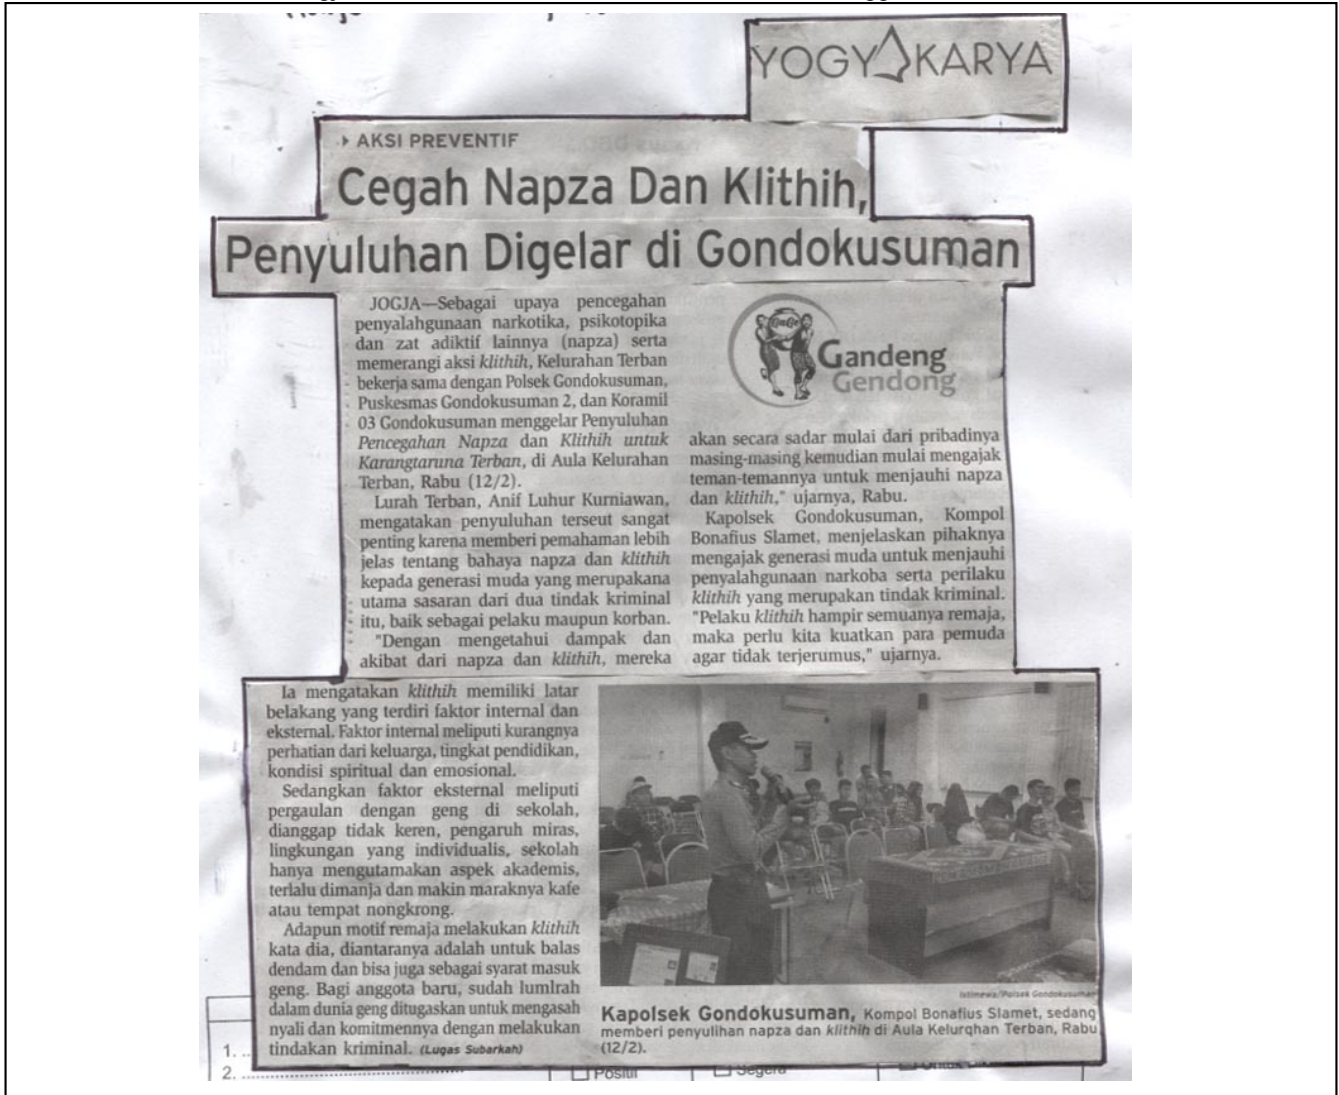 YOGYAKARYA
AKSI PREVENTIF
Cegah Napza Dan Klithih,
Penyuluhan Digelar di Gondokusuman
JOGJA—Sebagai upaya pencegahan
penyalahgunaan narkotika, psikotopika
dan zat adiktif lainnya (napza) serta
memerangi aksi klithih, Kelurahan Terban
bekerja sama dengan Polsek Gondokusuman,
Puskesmas Gondokusuman 2, dan Koramil
03 Gondokusuman menggelar Penyuluhan
Pencegahan Napza dan Klithih untuk
Karangtaruna Terban, di Aula Kelurahan
Terban, Rabu (12/2).
Lurah Terban, Anif Luhur Kurniawan,
mengatakan penyuluhan terseut sangat
penting karena memberi pemahaman lebih
jelas tentang bahaya napza dan klithih
kepada generasi muda yang merupakana
utama sasaran dari dua tindak kriminal
itu, baik sebagai pelaku maupun korban.
"Dengan mengetahui dampak dan
akibat dari napza dan klithih, mereka
GaGe
Gandeng
Gendong
akan secara sadar mulai dari pribadinya
masing-masing kemudian mulai mengajak
teman-temannya untuk menjauhi napza
dan klithih," ujarnya, Rabu.
Kapolsek Gondokusuman, Kompol
Bonafius Slamet, menjelaskan pihaknya
mengajak generasi muda untuk menjauhi
penyalahgunaan narkoba serta perilaku
klithih yang merupakan tindak kriminal.
"Pelaku klithih hampir semuanya remaja,
maka perlu kita kuatkan para pemuda
agar tidak terjerumus," ujarnya.
Ia mengatakan klithih memiliki latar
belakang yang terdiri faktor internal dan
eksternal. Faktor internal meliputi kurangnya
perhatian dari keluarga, tingkat pendidikan,
kondisi spiritual dan emosional.
Sedangkan faktor eksternal meliputi
pergaulan dengan geng di sekolah,
dianggap tidak keren, pengaruh miras,
lingkungan yang individualis, sekolah
hanya mengutamakan aspek akademis,
terlalu dimanja dan makin maraknya kafe
atau tempat nongkrong.
Adapun motif remaja melakukan klithih
kata dia, diantaranya adalah untuk balas
dendam dan bisa juga sebagai syarat masuk
geng. Bagi anggota baru, sudah lumlrah
dalam dunia geng ditugaskan untuk mengasah
nyali dan komitmennya dengan melakukan
tindakan kriminal. (Lugas Subarkah)
Istimewa/Polsek Gondokusuman
Kapolsek Gondokusuman, Kompol Bonafius Slamet, sedang
memberi penyulihan napza dan klithih di Aula Kelurqhan Terban, Rabu
(12/2).
1. ..
2. ..............................
Positif
Segera